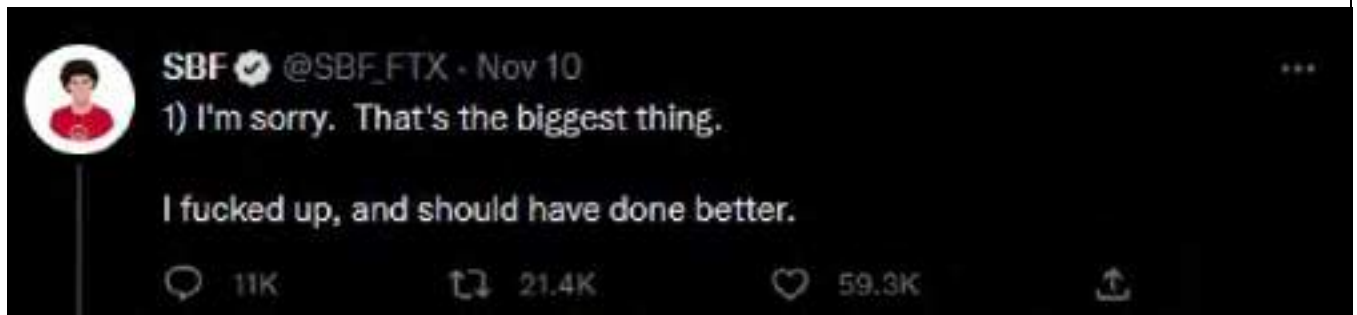 SBF @SBF_FTX · Nov 10
1) I'm sorry. That's the biggest thing.
I fucked up, and should have done better.
11K 21.4K 59.3K